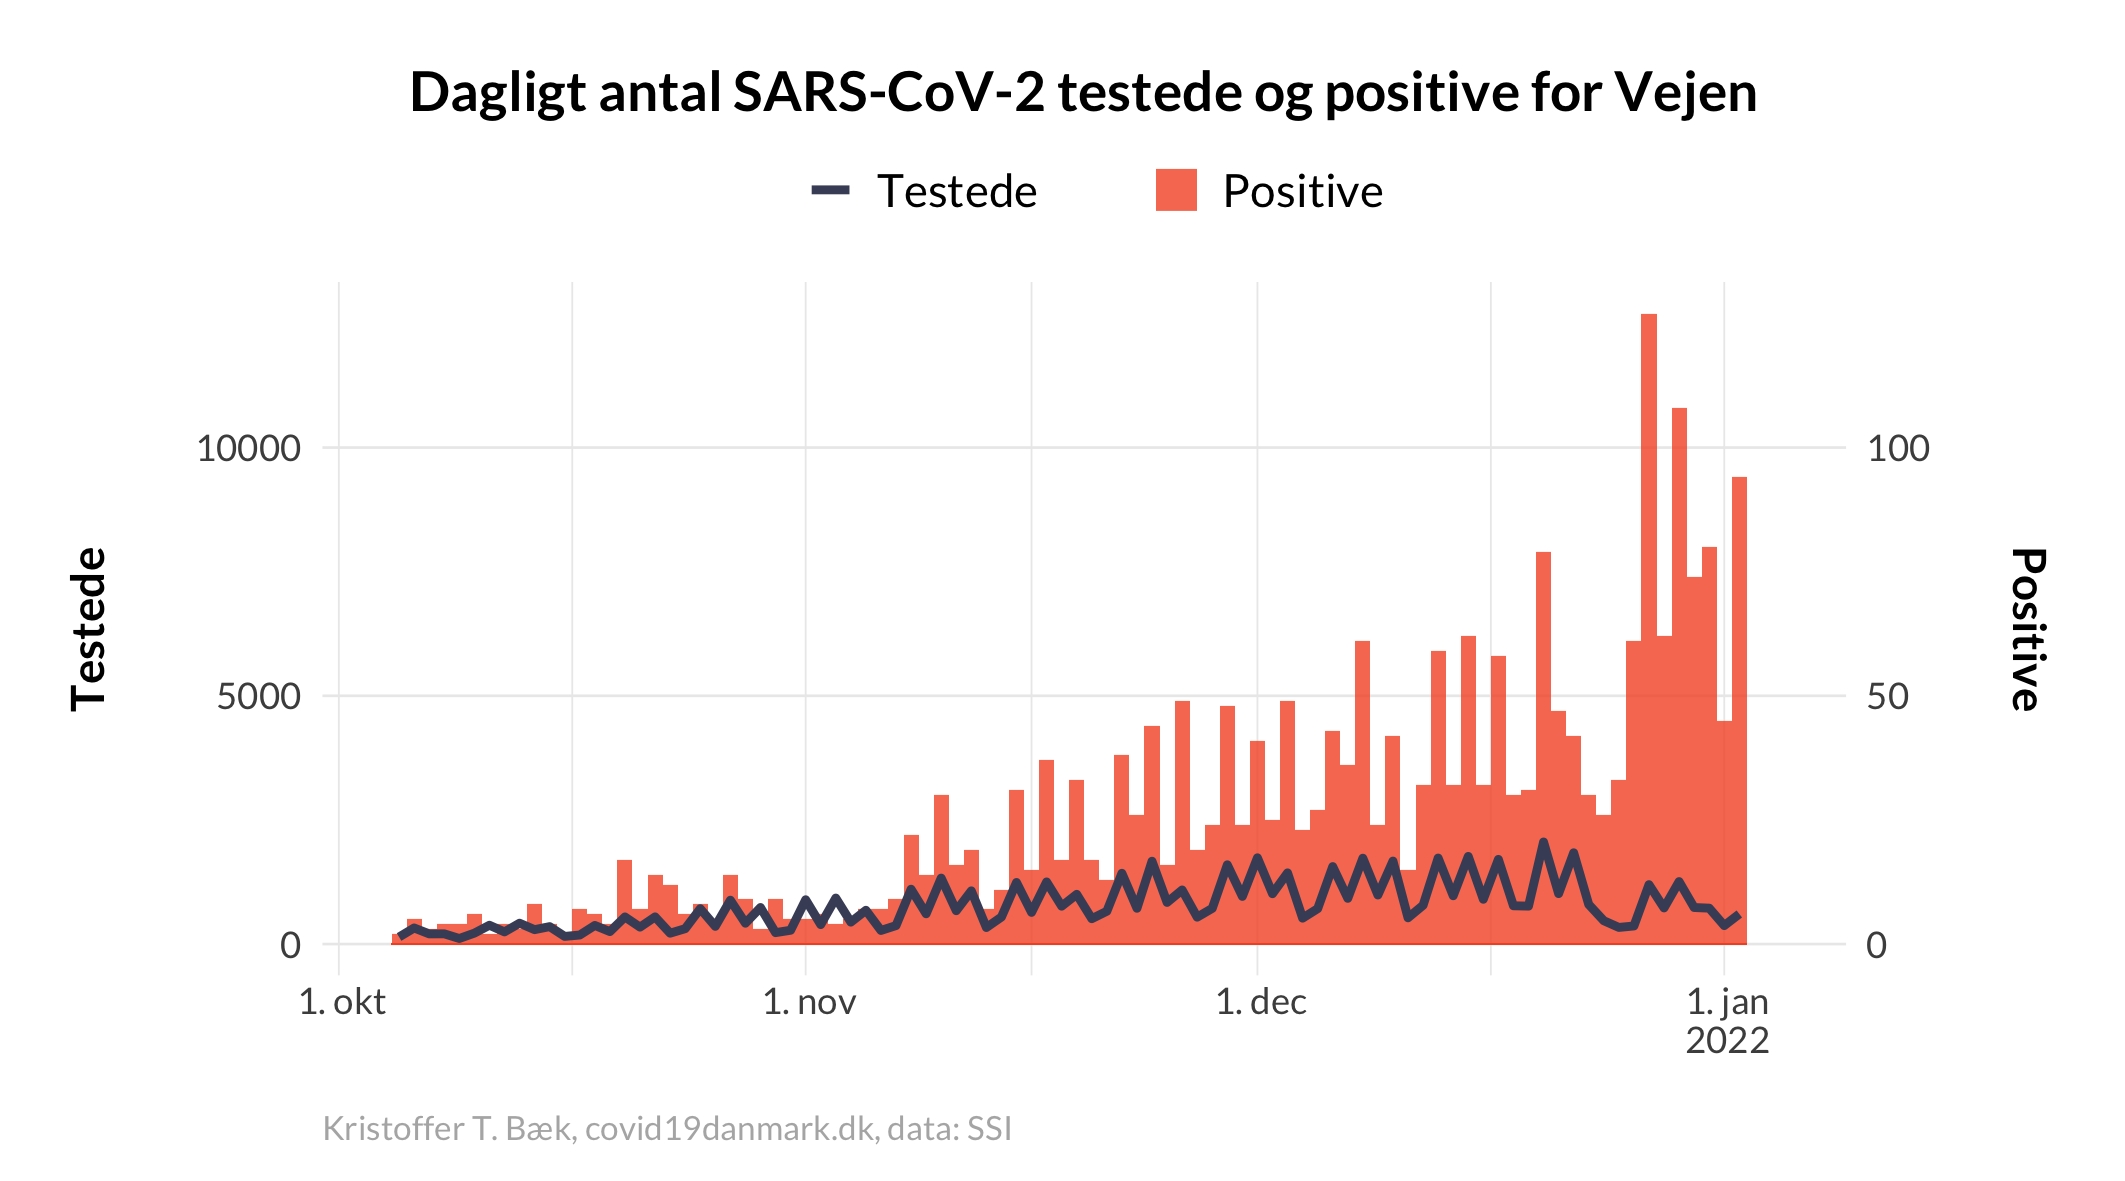 Dagligt antal SARS-CoV-2 testede og positive for Vejen
Testede
Positive
10000
5000
0
100
50
0
Testede
Positive
1. okt
1. nov
1. dec
1. jan
2022
Kristoffer T. Bæk, covid19danmark.dk, data: SSI